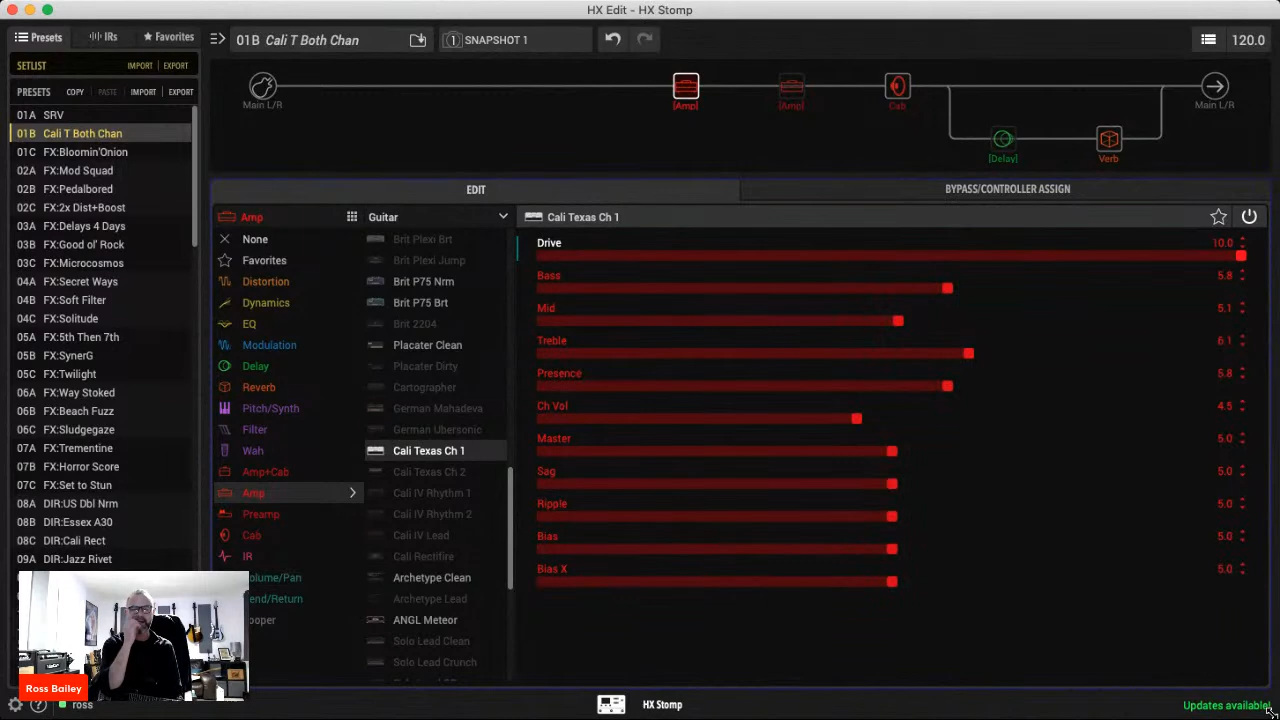 HX Edit - HX Stomp
Presets
IRs
Favorites
01B Cali T Both Chan
1 SNAPSHOT 1
120.0
SETLIST
IMPORT
EXPORT
PRESETS
COPY
PASTE
IMPORT
EXPORT
01A SRV
01B Cali T Both Chan
01C FX:Bloomin'Onion
02A FX:Mod Squad
02B FX:Pedalbored
02C FX:2x Dist+Boost
03A FX:Delays 4 Days
03B FX:Good ol' Rock
03C FX:Microcosmos
04A FX:Secret Ways
04B FX:Soft Filter
04C FX:Solitude
05A FX:5th Then 7th
05B FX:SynerG
05C FX:Twilight
06A FX:Way Stoked
06B FX:Beach Fuzz
06C FX:Sludgegaze
07A FX:Trementine
07B FX:Horror Score
07C FX:Set to Stun
08A DIR:US Dbl Nrm
08B DIR:Essex A30
08C DIR:Cali Rect
09A DIR:Jazz Rivet
Main L/R
[Amp]
[Amp]
Cab
Main L/R
[Delay]
Verb
EDIT
BYPASS/CONTROLLER ASSIGN
Amp
Guitar
Cali Texas Ch 1
None
Favorites
Distortion
Dynamics
EQ
Modulation
Delay
Reverb
Pitch/Synth
Filter
Wah
Amp+Cab
Amp
Preamp
Cab
IR
olume/Pan
end/Return
ooper
Brit Plexi Brt
Brit Plexi Jump
Brit P75 Nrm
Brit P75 Brt
Brit 2204
Placater Clean
Placater Dirty
Cartographer
German Mahadeva
German Ubersonic
Cali Texas Ch 1
Cali Texas Ch 2
Cali IV Rhythm 1
Cali IV Rhythm 2
Cali IV Lead
Cali Rectifire
Archetype Clean
Archetype Lead
ANGL Meteor
Solo Lead Clean
Solo Lead Crunch
Drive 10.0
Bass 5.8
Mid 5.1
Treble 6.1
Presence 5.8
Ch Vol 4.5
Master 5.0
Sag 5.0
Ripple 5.0
Bias 5.0
Bias X 5.0
Ross Bailey
? ross
HX Stomp
Updates available!